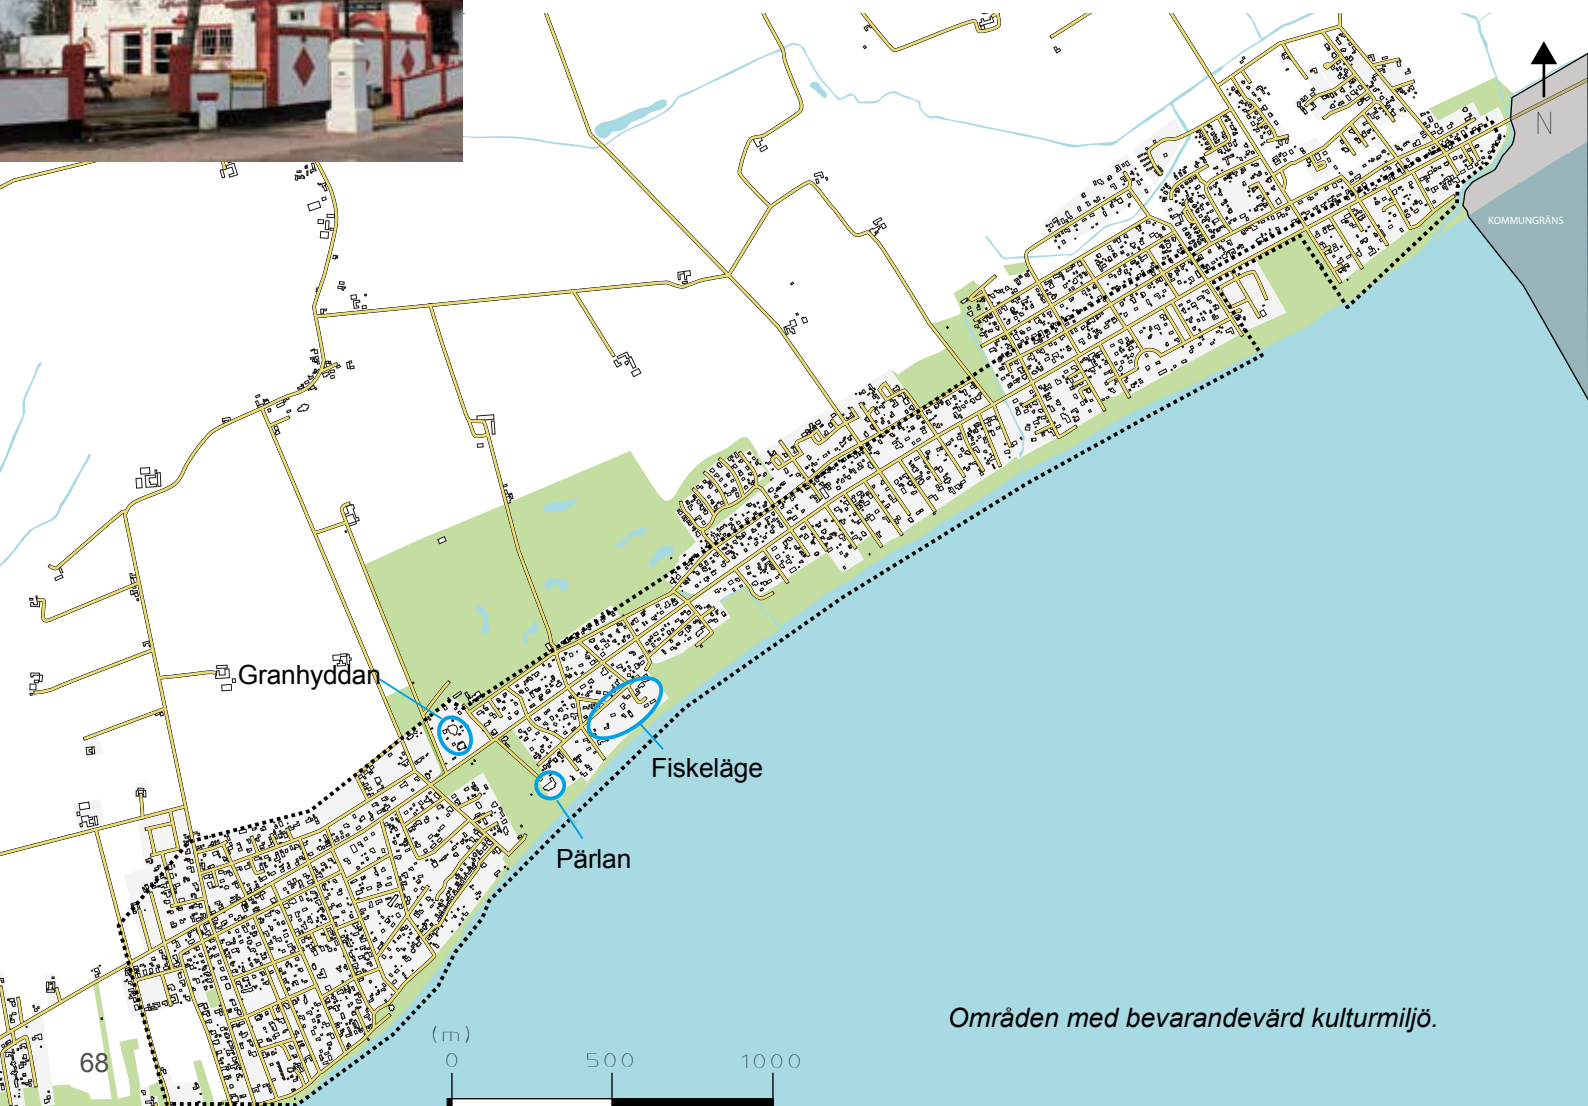 N
KOMMUNGRÄNS
Granhyddan
Fiskeläge
Pärlan
Områden med bevarandevärd kulturmiljö.
(m)
0 500 1000
68